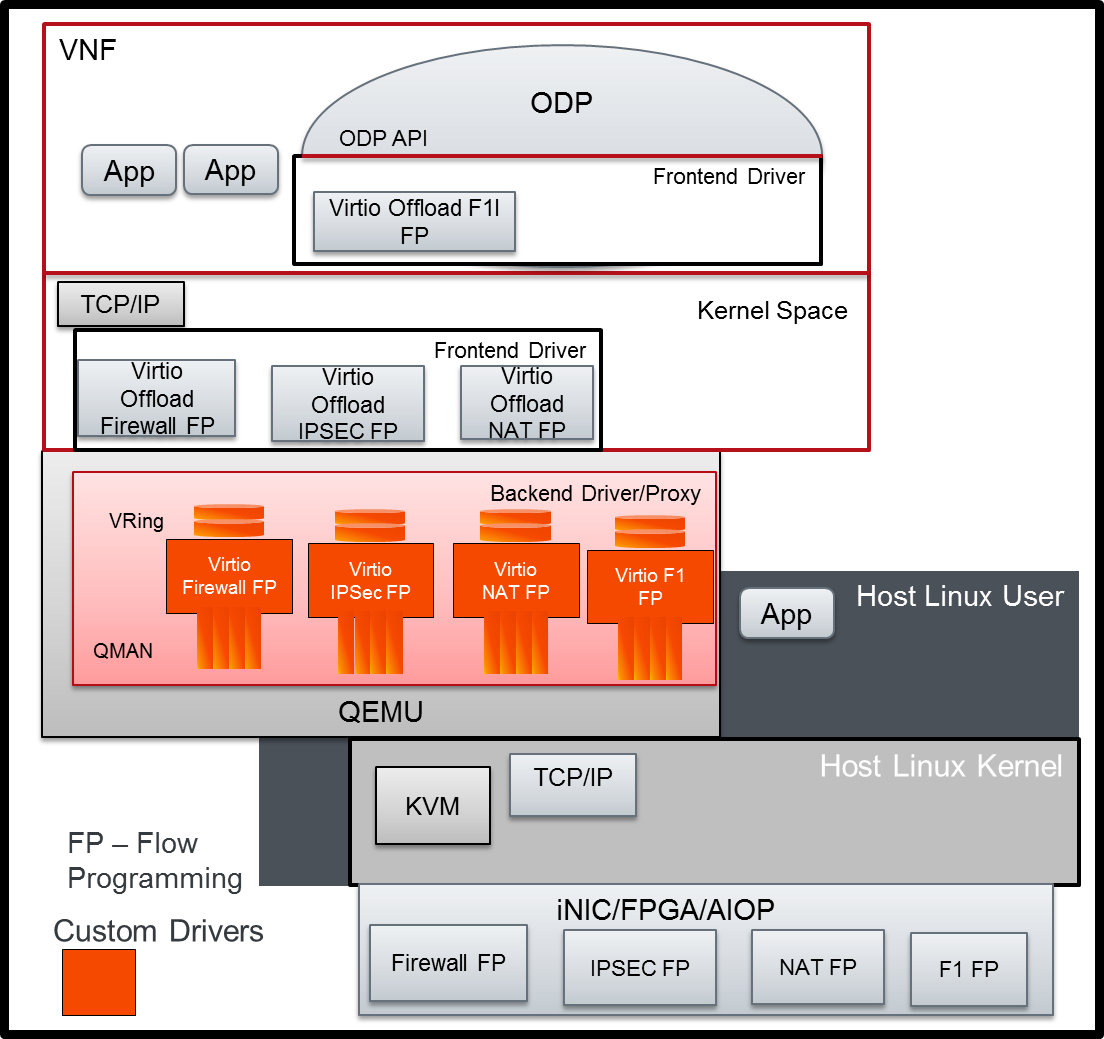 VNF
ODP
ODP API
App
App
Frontend Driver
Virtio Offload F1I
FP
TCP/IP
Kernel Space
Frontend Driver
Virtio
Offload
Firewall FP
Virtio
Offload
IPSEC FP
Virtio
Offload
NAT FP
Backend Driver/Proxy
VRing
Virtio
Firewall FP
Virtio
IPSec FP
Virtio
NAT FP
Virtio F1
FP
QMAN
QEMU
App
Host Linux User
Host Linux Kernel
KVM
TCP/IP
FP – Flow
Programming
Custom Drivers
iNIC/FPGA/AIOP
Firewall FP
IPSEC FP
NAT FP
F1 FP